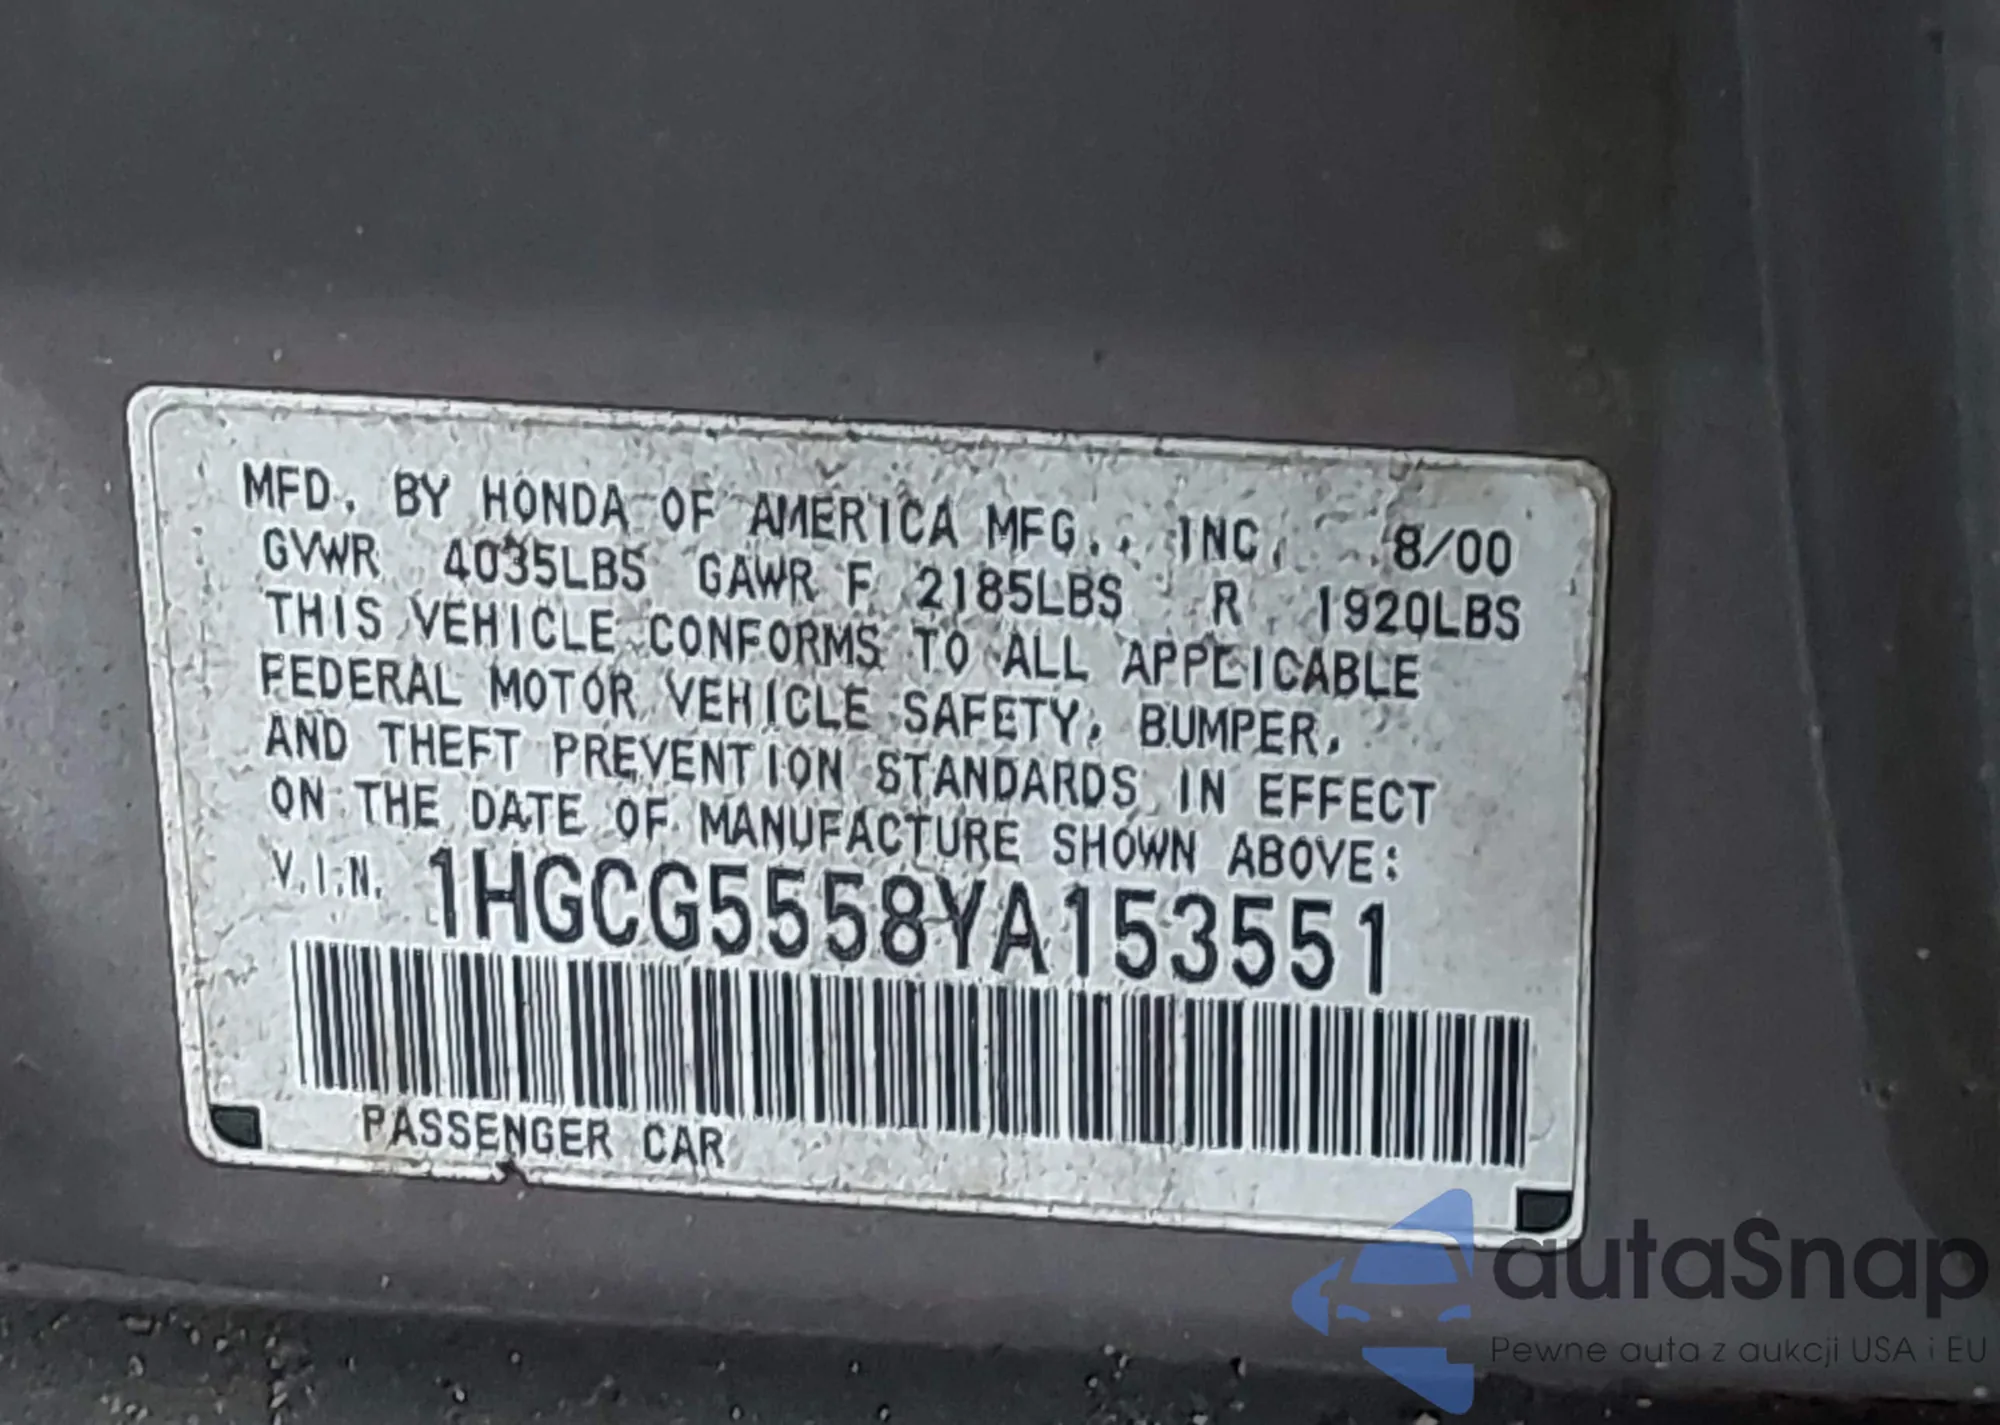 MFD. BY HONDA OF AMERICA MFG., INC. 8/00
GVWR 4035LBS GAWR F 2185LBS R 1920LBS
THIS VEHICLE CONFORMS TO ALL APPLICABLE
FEDERAL MOTOR VEHICLE SAFETY, BUMPER,
AND THEFT PREVENTION STANDARDS IN EFFECT
ON THE DATE OF MANUFACTURE SHOWN ABOVE:
V.I.N. 1HGCG5558YA153551
PASSENGER CAR
autaSnap
Pewne auta z aukcji USA i EU